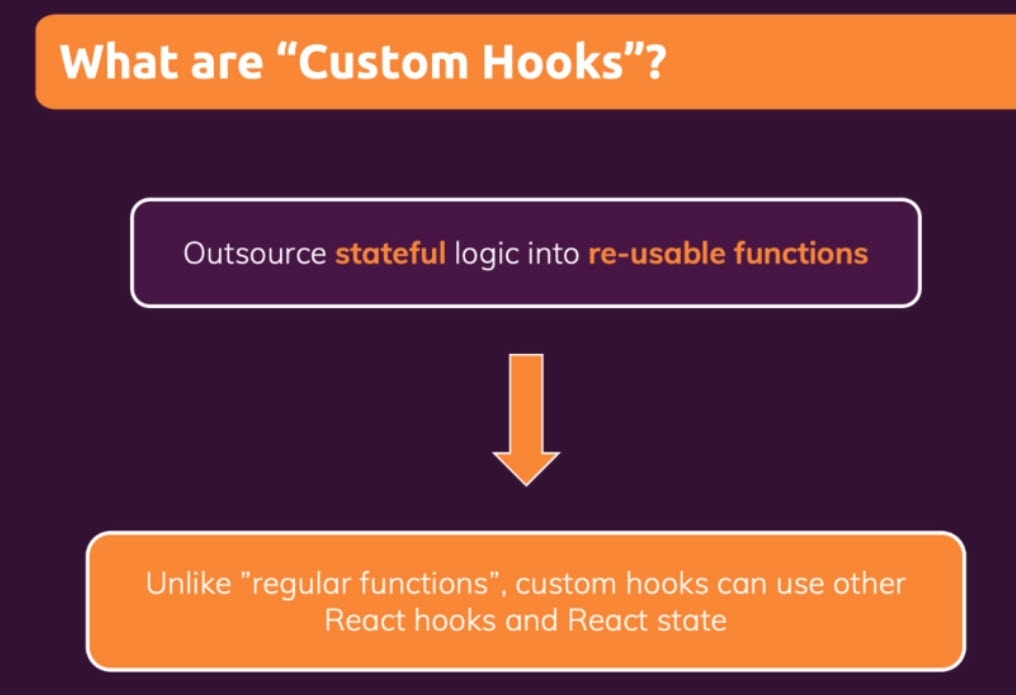 What are “Custom Hooks”?
Outsource stateful logic into re-usable functions
Unlike ”regular functions”, custom hooks can use other
React hooks and React state